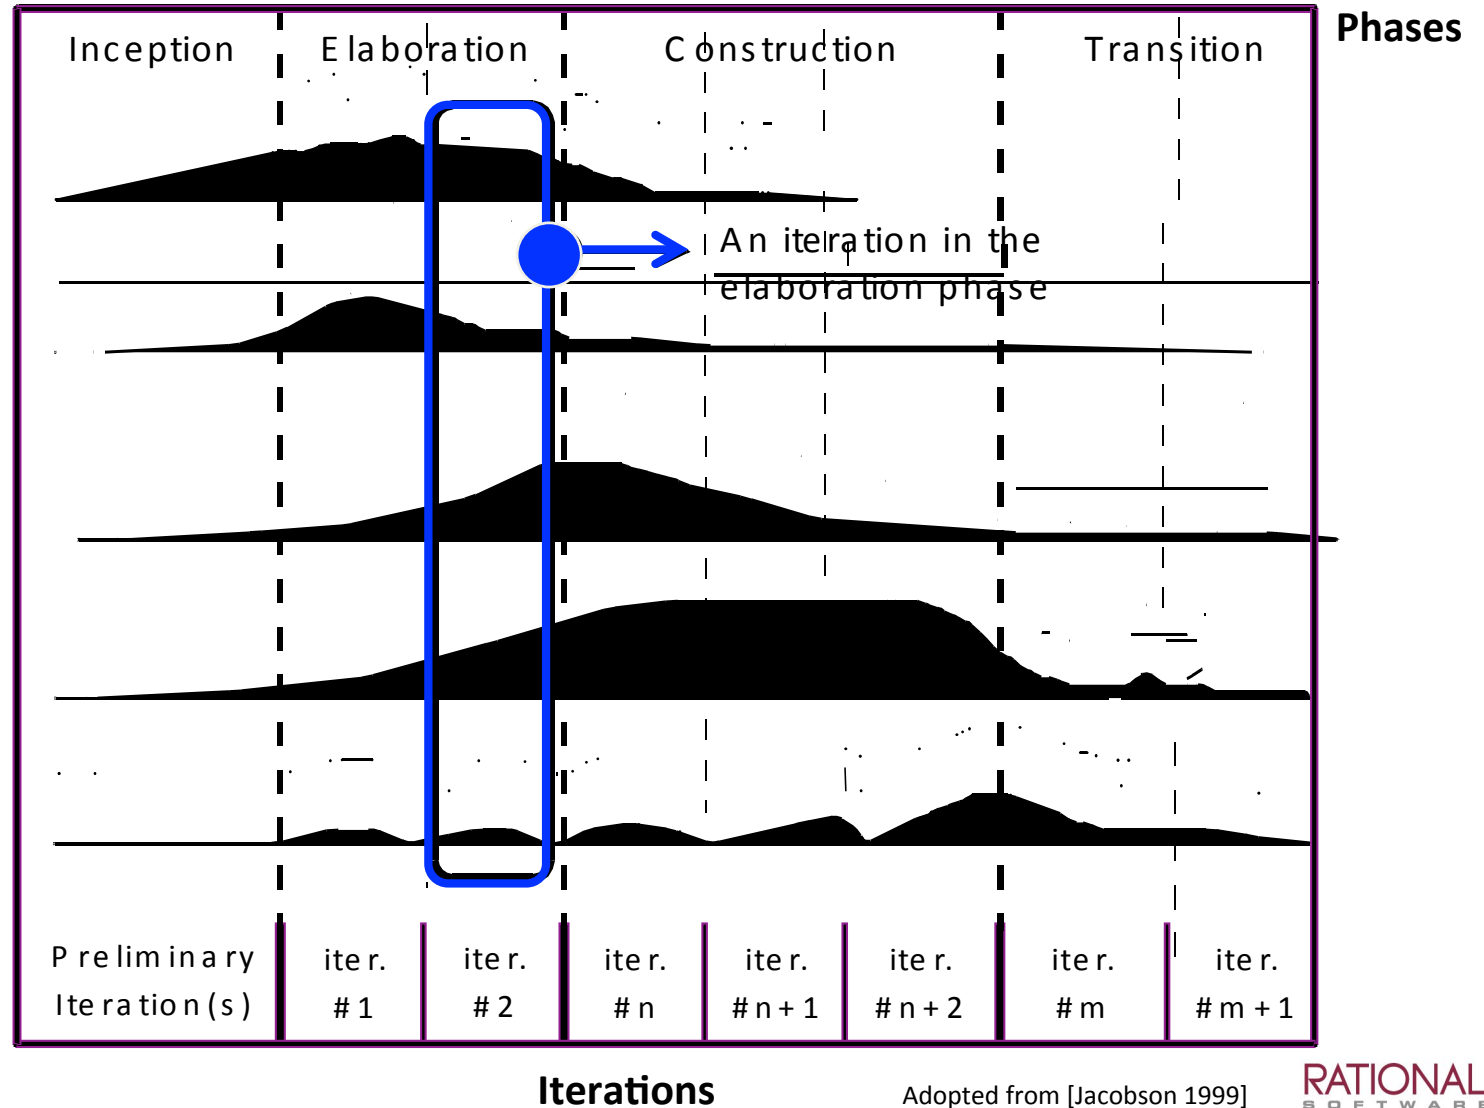 Phases
Inception Elaboration Construction Transition
An iteration in the
elaboration phase
Preliminary iter. iter. iter. iter. iter. iter. iter.
Iteration(s) #1 #2 #n #n+1 #n+2 #m #m+1
Iterations
Adopted from [Jacobson 1999]
RATIONAL
SOFTWARE